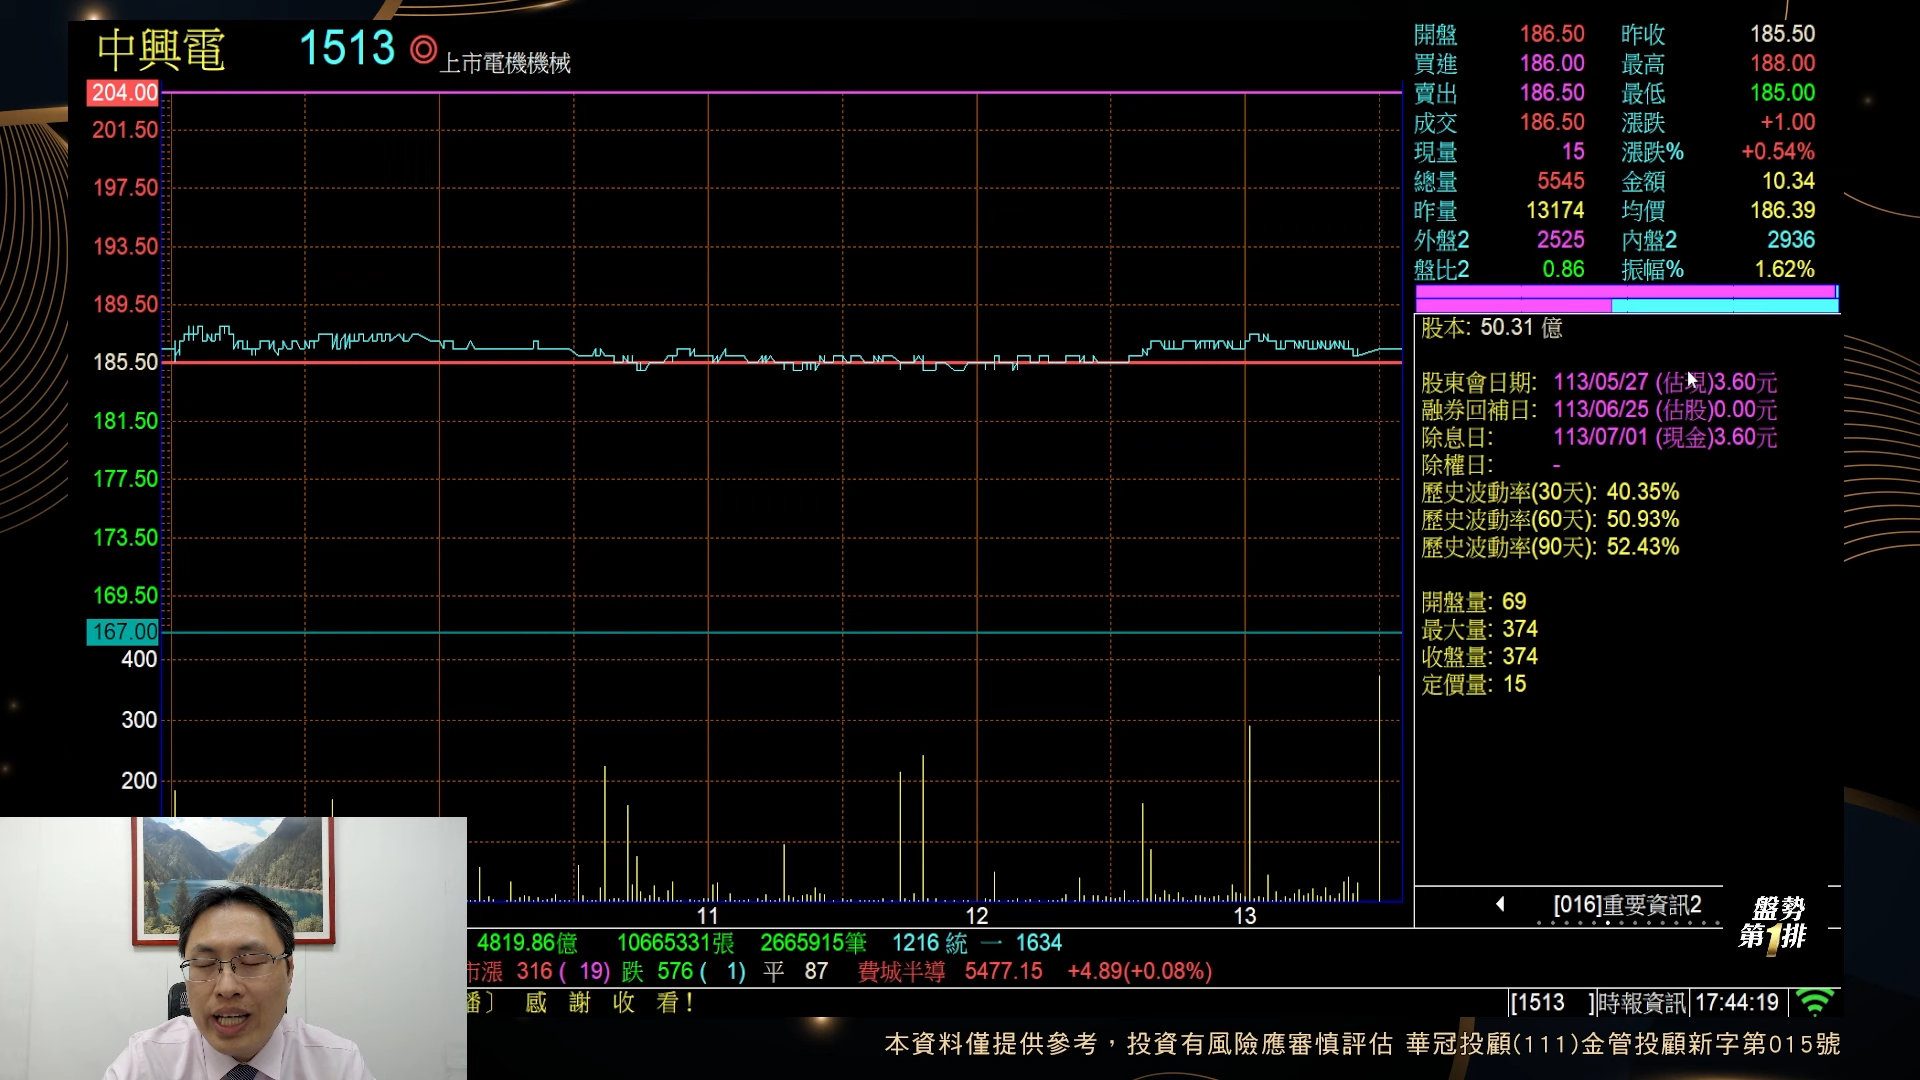 中興電 1513 ◎ 上市電機機械
204.00
201.50
197.50
193.50
189.50
185.50
181.50
177.50
173.50
169.50
167.00
400
300
200
11 12 13
開盤 186.50 昨收 185.50
買進 186.00 最高 188.00
賣出 186.50 最低 185.00
成交 186.50 漲跌 +1.00
現量 15 漲跌% +0.54%
總量 5545 金額 10.34
昨量 13174 均價 186.39
外盤2 2525 內盤2 2936
盤比2 0.86 振幅% 1.62%
股本: 50.31 億
股東會日期: 113/05/27 (估現)3.60元
融券回補日: 113/06/25 (估股)0.00元
除息日: 113/07/01 (現金)3.60元
除權日: -
歷史波動率(30天): 40.35%
歷史波動率(60天): 50.93%
歷史波動率(90天): 52.43%
開盤量: 69
最大量: 374
收盤量: 374
定價量: 15
[016]重要資訊2
盤勢
第1排
4819.86億 10665331張 2665915筆 1216 統 一 1634
市漲 316 ( 19) 跌 576 ( 1) 平 87 費城半導 5477.15 +4.89(+0.08%)
播〕 感 謝 收 看!
[1513 ]時報資訊 17:44:19
本資料僅提供參考,投資有風險應審慎評估 華冠投顧(111)金管投顧新字第015號